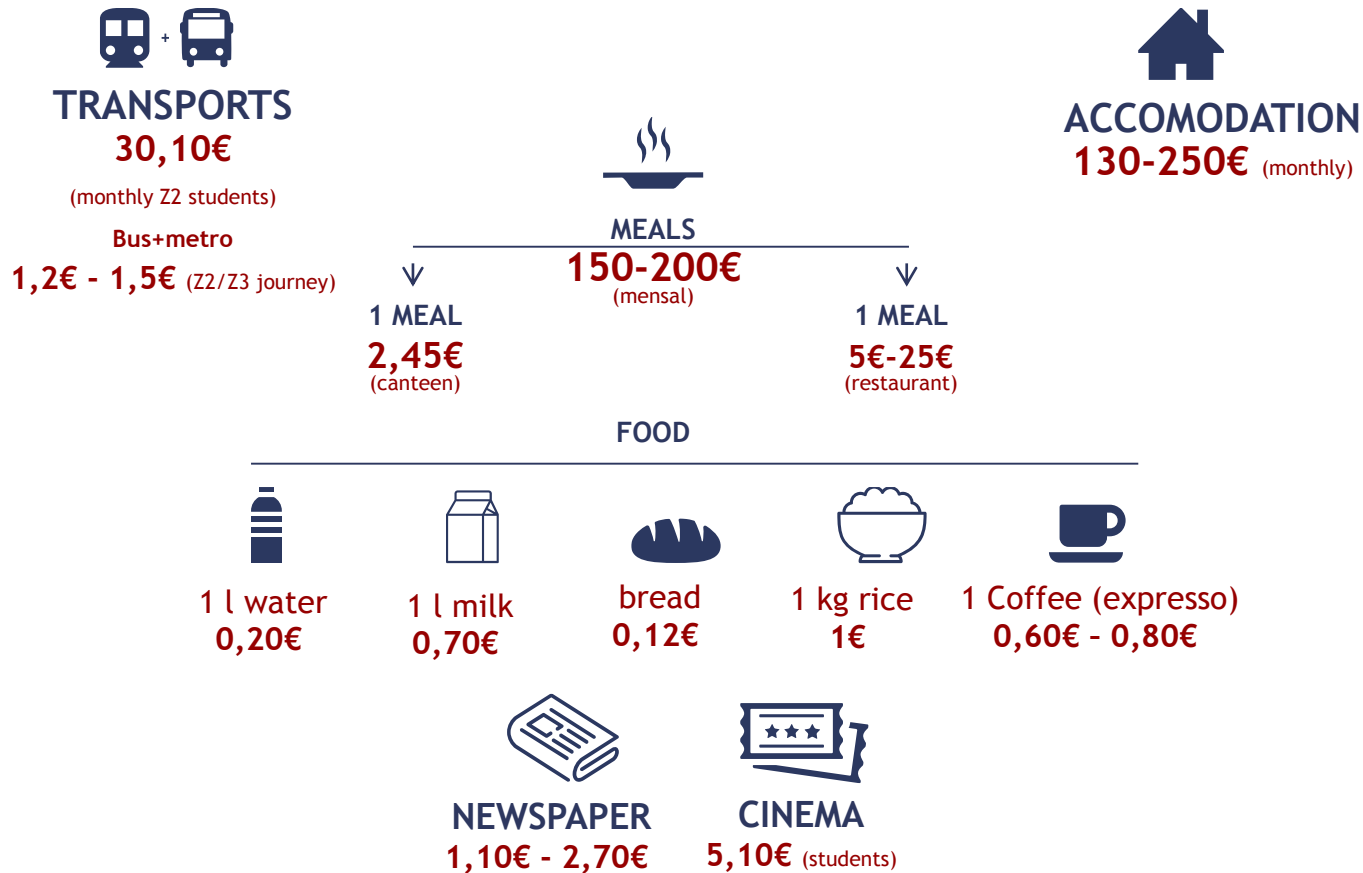 +
TRANSPORTS
30,10€
(monthly Z2 students)
Bus+metro
1,2€ - 1,5€ (Z2/Z3 journey)
ACCOMODATION
130-250€ (monthly)
MEALS
150-200€
(mensal)
1 MEAL
2,45€
(canteen)
1 MEAL
5€-25€
(restaurant)
FOOD
1 l water
0,20€
1 l milk
0,70€
bread
0,12€
1 kg rice
1€
1 Coffee (expresso)
0,60€ – 0,80€
NEWSPAPER
1,10€ - 2,70€
CINEMA
5,10€ (students)